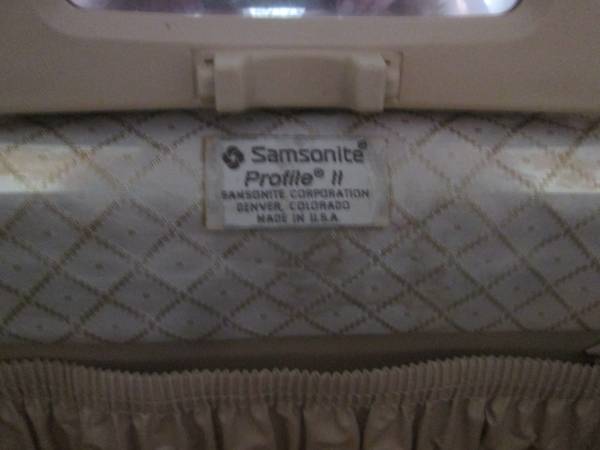 Samsonite®
Profile® II
SAMSONITE CORPORATION
DENVER, COLORADO
MADE IN U.S.A